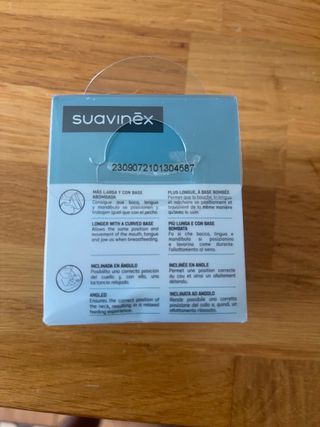 suavinex
2309072101304687
MÁS LARGA Y CON BASE
ABOMBADA
Consigue que boca, lengua
y mandíbula se posicionen y
trabajen igual que con el pecho.
LONGER WITH A CURVED BASE
Allows the same position and
movement of the mouth, tongue
and jaw as when breastfeeding.
INCLINADA EN ÁNGULO
Posibilita una correcta posición
del cuello y, con ello, una
lactancia relajada.
ANGLED
Ensures the correct position of
the neck, resulting in a relaxed
feeding experience.
PLUS LONGUE, À BASE BOMBÉE
Permet que la bouche, la langue
et mâchoire se positionnent et
travaillent de la même manière
qu'avec le sein.
PIÙ LUNGA E CON BASE
BOMBATA
Fa sì che bocca, lingua
e mandibola si posizionino
e lavorino come durante
l'allattamento al seno.
INCLINÉE EN ANGLE
Permet une position correcte
du cou et ainsi un allaitement
détendu.
INCLINATA AD ANGOLO
Rende possibile una corretta
posizione del collo e, quindi, un
allattamento rilassato.